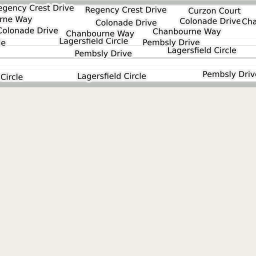 egency Crest Drive Regency Crest Drive Curzon Court
rne Way Colonade Drive Colonade Drive Cha
Colonade Drive Chanbourne Way Chanbourne Way
le Lagersfield Circle Pembsly Drive
Pembsly Drive Lagersfield Circle
Circle Lagersfield Circle Pembsly Drive